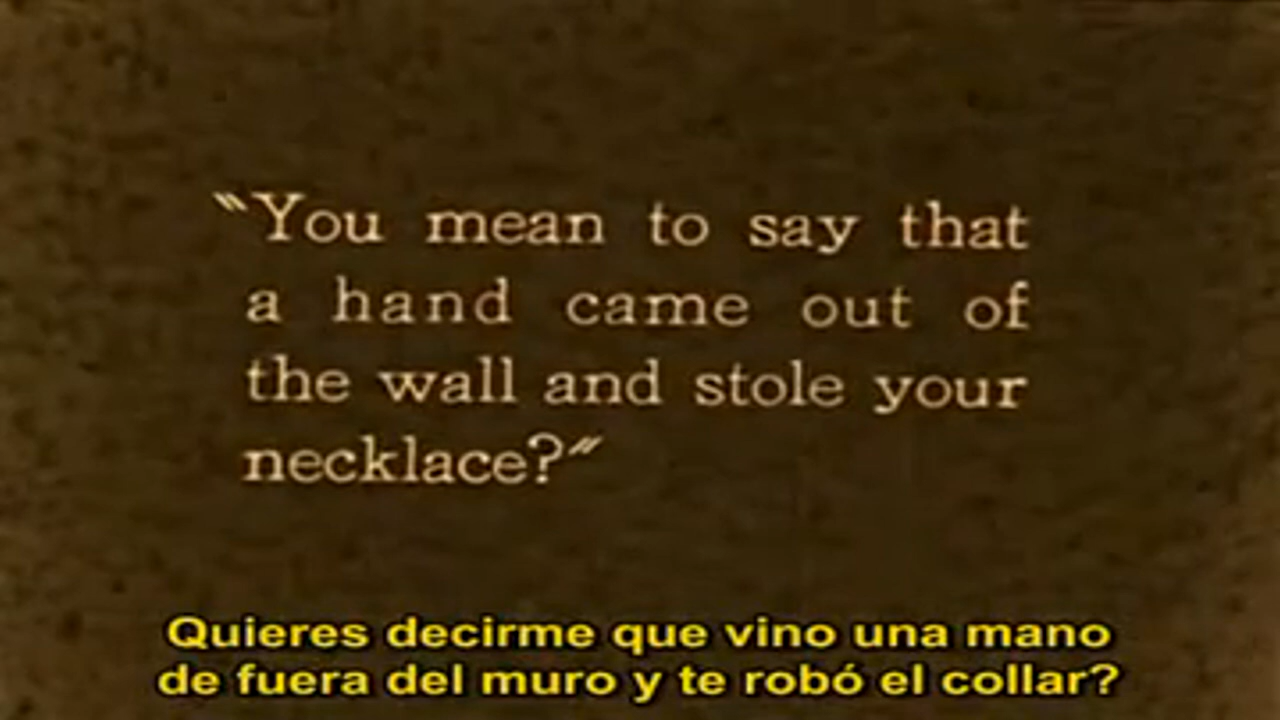 "You mean to say that
a hand came out of
the wall and stole your
necklace?"
Quieres decirme que vino una mano
de fuera del muro y te robó el collar?